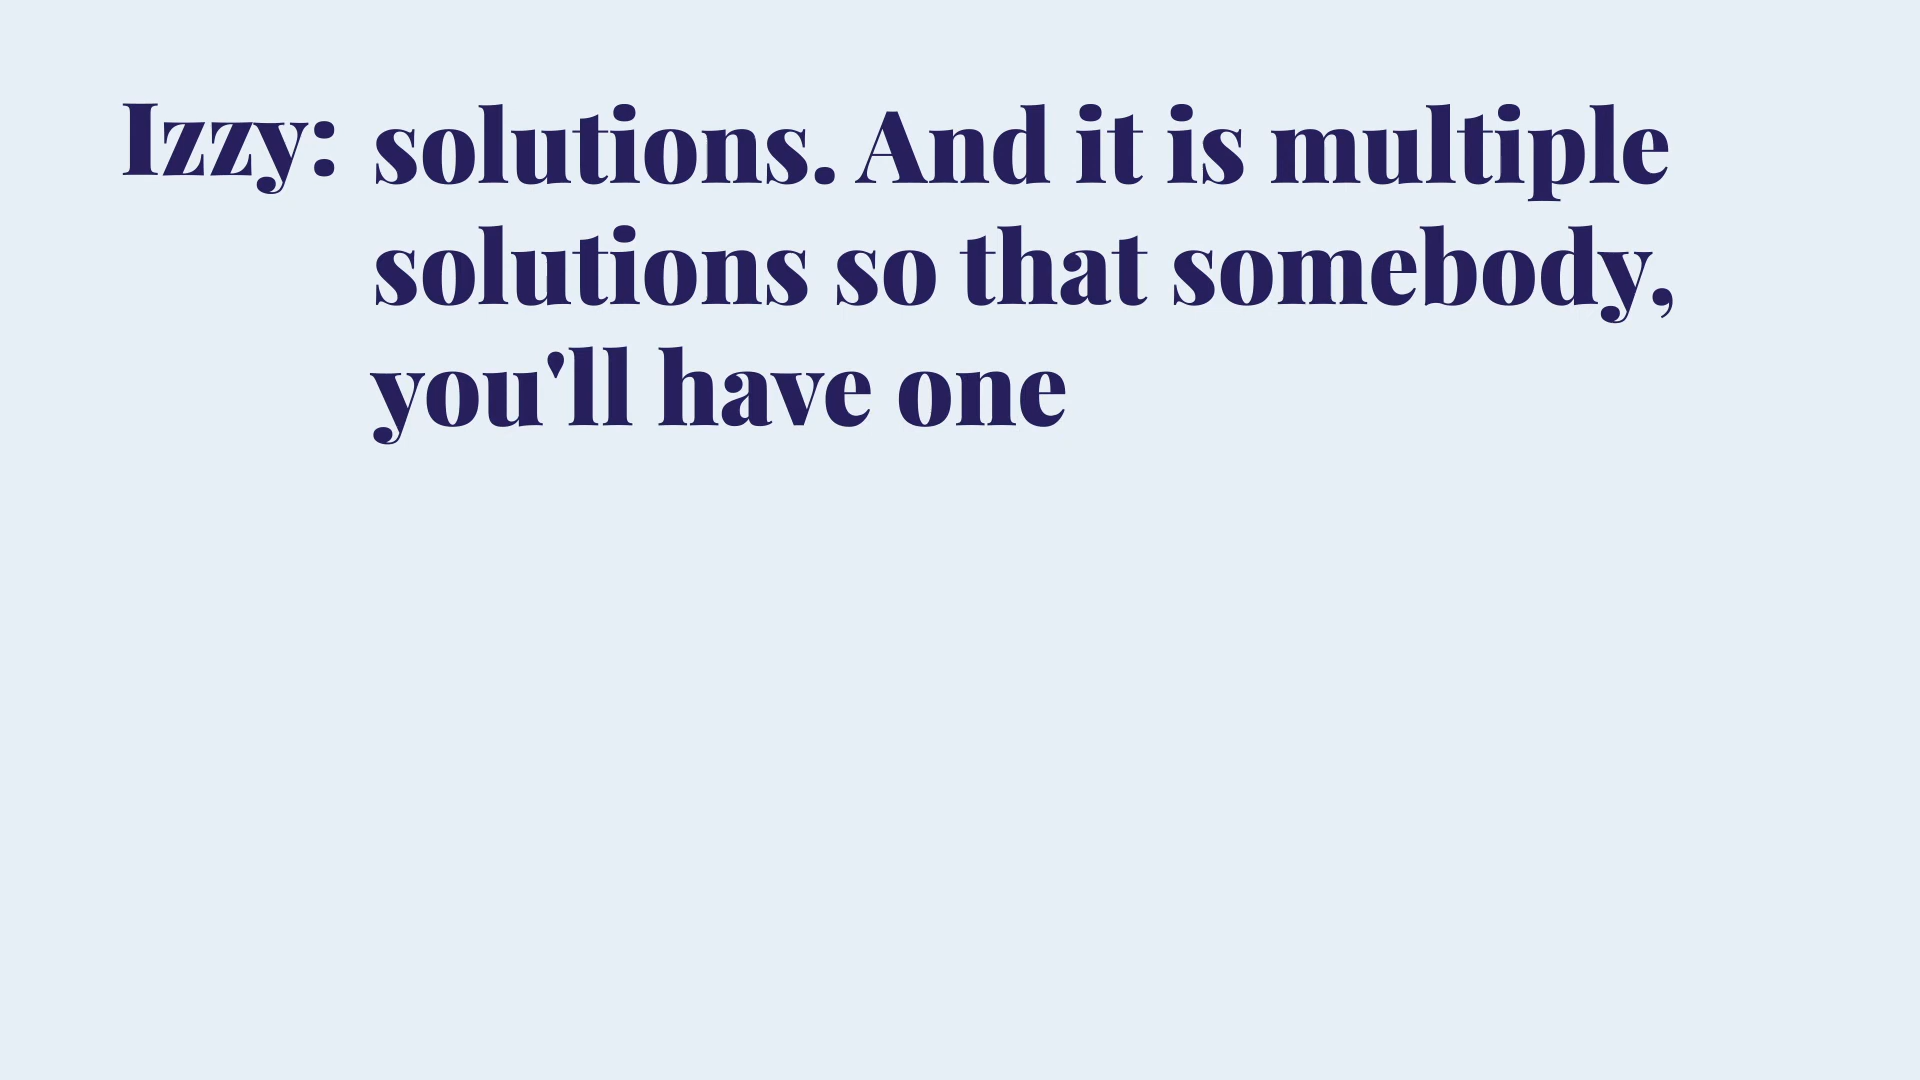 Izzy: solutions. And it is multiple
solutions so that somebody,
you'll have one